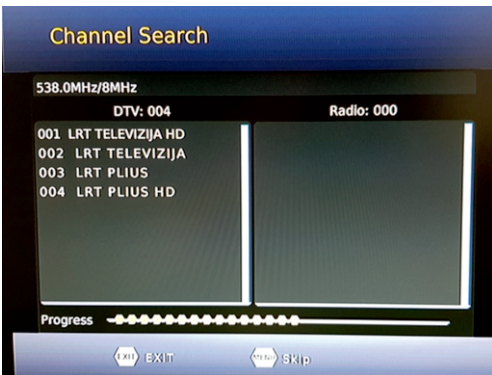 Channel Search
538.0MHz/8MHz
DTV: 004
Radio: 000
001 LRT TELEVIZIJA HD
002 LRT TELEVIZIJA
003 LRT PLIUS
004 LRT PLIUS HD
Progress
EXIT EXIT
MENU Skip